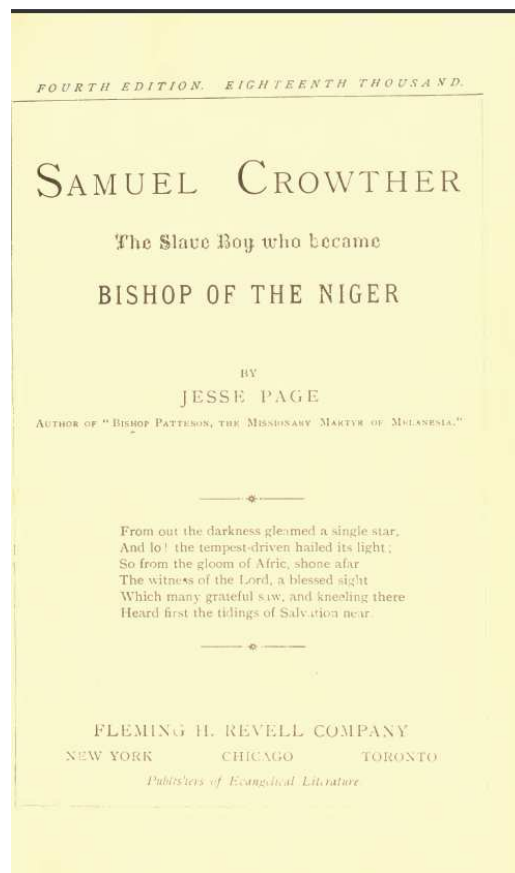 FOURTH EDITION. EIGHTEENTH THOUSAND.
SAMUEL CROWTHER
The Slave Boy who became
BISHOP OF THE NIGER
BY
JESSE PAGE
AUTHOR OF "BISHOP PATTESON, THE MISSIONARY MARTYR OF MELANESIA."
From out the darkness gleamed a single star,
And lo! the tempest-driven hailed its light;
So from the gloom of Afric, shone afar
The witness of the Lord, a blessed sight
Which many grateful saw, and kneeling there
Heard first the tidings of Salvation near.
FLEMING H. REVELL COMPANY
NEW YORK CHICAGO TORONTO
Publishers of Evangelical Literature